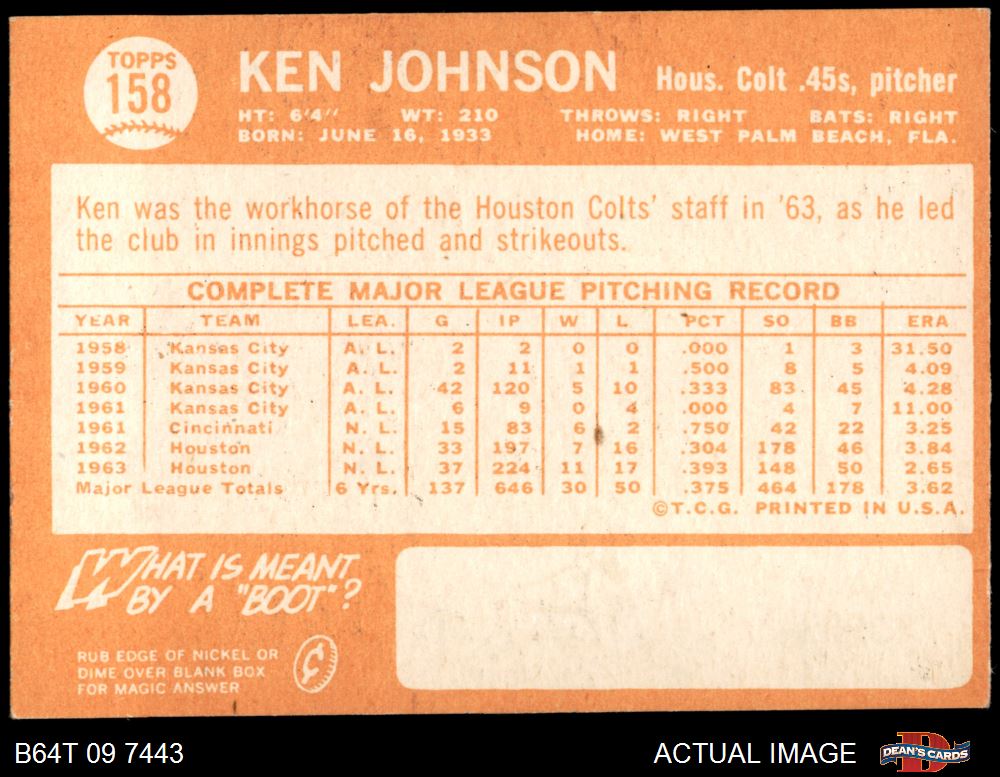 TOPPS
158
KEN JOHNSON Hous. Colt .45s, pitcher
HT: 6'4" WT: 210 THROWS: RIGHT BATS: RIGHT
BORN: JUNE 16, 1933 HOME: WEST PALM BEACH, FLA.
Ken was the workhorse of the Houston Colts' staff in '63, as he led
the club in innings pitched and strikeouts.
COMPLETE MAJOR LEAGUE PITCHING RECORD
YEAR TEAM LEA. G IP W L PCT SO BB ERA
1958 Kansas City A. L. 2 2 0 0 .000 1 3 31.50
1959 Kansas City A. L. 2 11 1 1 .500 8 5 4.09
1960 Kansas City A. L. 42 120 5 10 .333 83 45 4.28
1961 Kansas City A. L. 6 9 0 4 .000 4 7 11.00
1961 Cincinnati N. L. 15 83 6 2 .750 42 22 3.25
1962 Houston N. L. 33 197 7 16 .304 178 46 3.84
1963 Houston N. L. 37 224 11 17 .393 148 50 2.65
Major League Totals 6 Yrs. 137 646 30 50 .375 464 178 3.62
©T.C.G. PRINTED IN U.S.A.
WHAT IS MEANT
BY A "BOOT"?
RUB EDGE OF NICKEL OR
DIME OVER BLANK BOX
FOR MAGIC ANSWER
¢
B64T 09 7443 ACTUAL IMAGE D DEAN'S CARDS